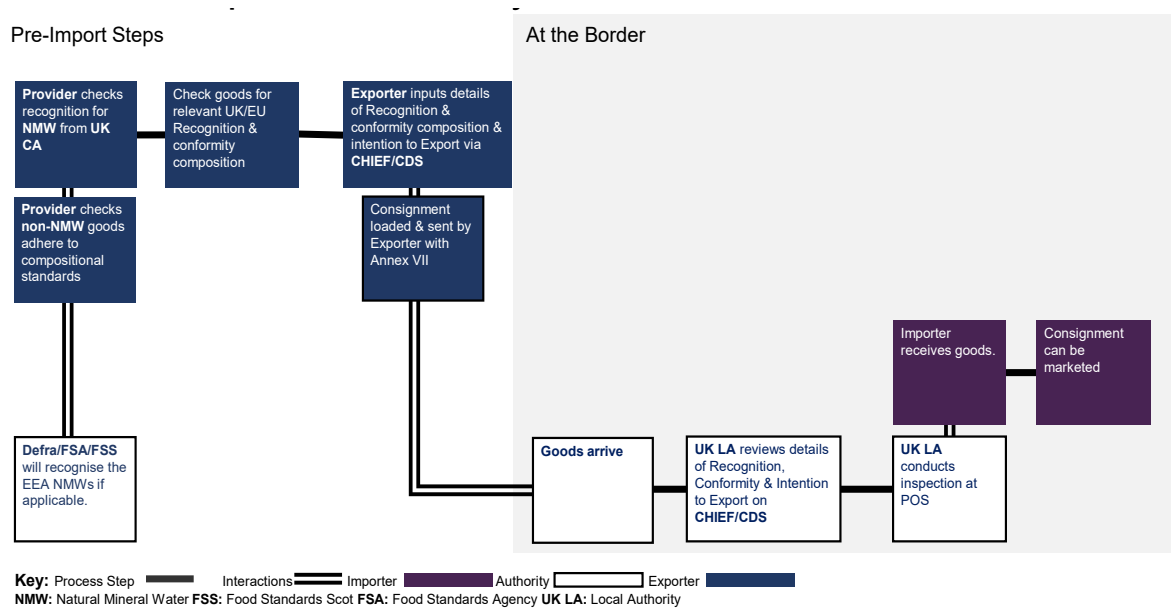 Pre-Import Steps
At the Border
Provider checks
recognition for
NMW from UK
CA
Check goods for
relevant UK/EU
Recognition &
conformity
composition
Exporter inputs details
of Recognition &
conformity composition &
intention to Export via
CHIEF/CDS
Provider checks
non-NMW goods
adhere to
compositional
standards
Consignment
loaded & sent by
Exporter with
Annex VII
Importer
receives goods.
Consignment
can be
marketed
Defra/FSA/FSS
will recognise the
EEA NMWs if
applicable.
Goods arrive
UK LA reviews details
of Recognition,
Conformity & Intention
to Export on
CHIEF/CDS
UK LA
conducts
inspection at
POS
Key: Process Step Interactions Importer Authority Exporter
NMW: Natural Mineral Water FSS: Food Standards Scot FSA: Food Standards Agency UK LA: Local Authority